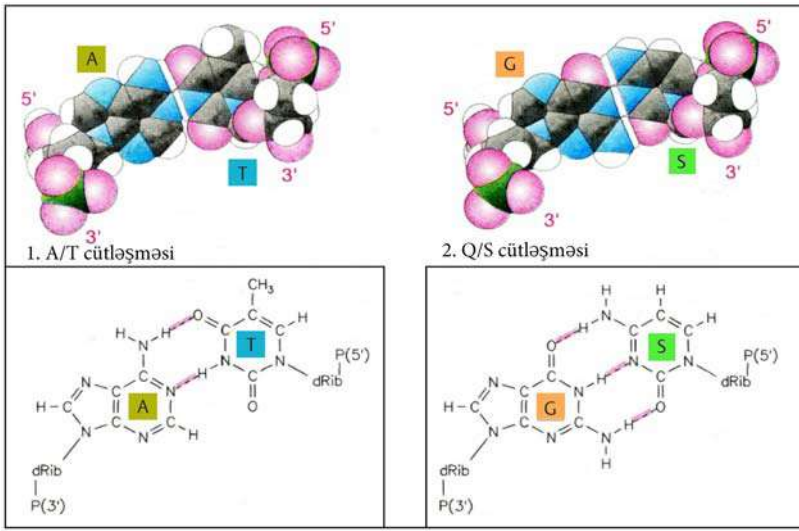 5'
A
5'
T
3'
3'
1. A/T cütləşməsi
5'
G
5'
S
3'
3'
2. Q/S cütləşməsi
CH₃
H H O C C H
N C T C
H N N P(5')
N C C N H C dRib
H C A O
N C N C H
dRib
P(3')
H H
H N C C H
O C S C
N N P(5')
N C C N H C dRib
H C G O
N C N C N H
H
dRib
P(3')